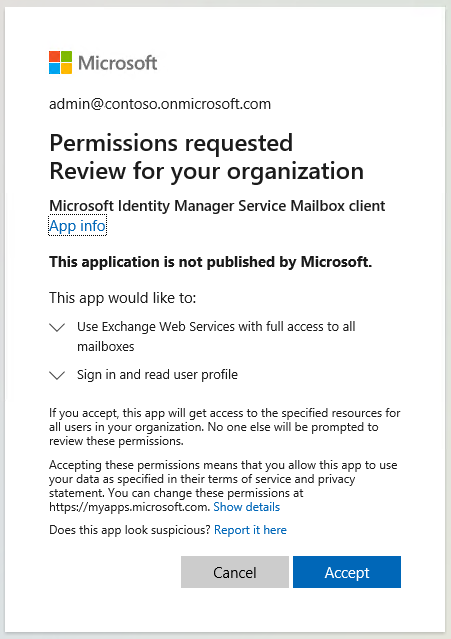 Microsoft
admin@contoso.onmicrosoft.com
Permissions requested
Review for your organization
Microsoft Identity Manager Service Mailbox client
App info
This application is not published by Microsoft.
This app would like to:
Use Exchange Web Services with full access to all
mailboxes
Sign in and read user profile
If you accept, this app will get access to the specified resources for
all users in your organization. No one else will be prompted to
review these permissions.
Accepting these permissions means that you allow this app to use
your data as specified in their terms of service and privacy
statement. You can change these permissions at
https://myapps.microsoft.com. Show details
Does this app look suspicious? Report it here
Cancel
Accept